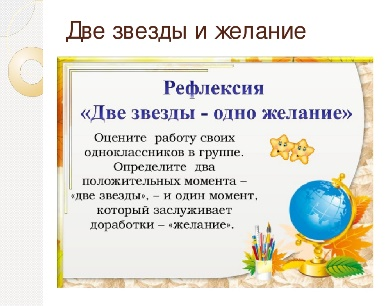 Две звезды и желание
Рефлексия
«Две звезды - одно желание»
Оцените работу своих
одноклассников в группе.
Определите два
положительных момента –
«две звезды», – и один момент,
который заслуживает
доработки – «желание».